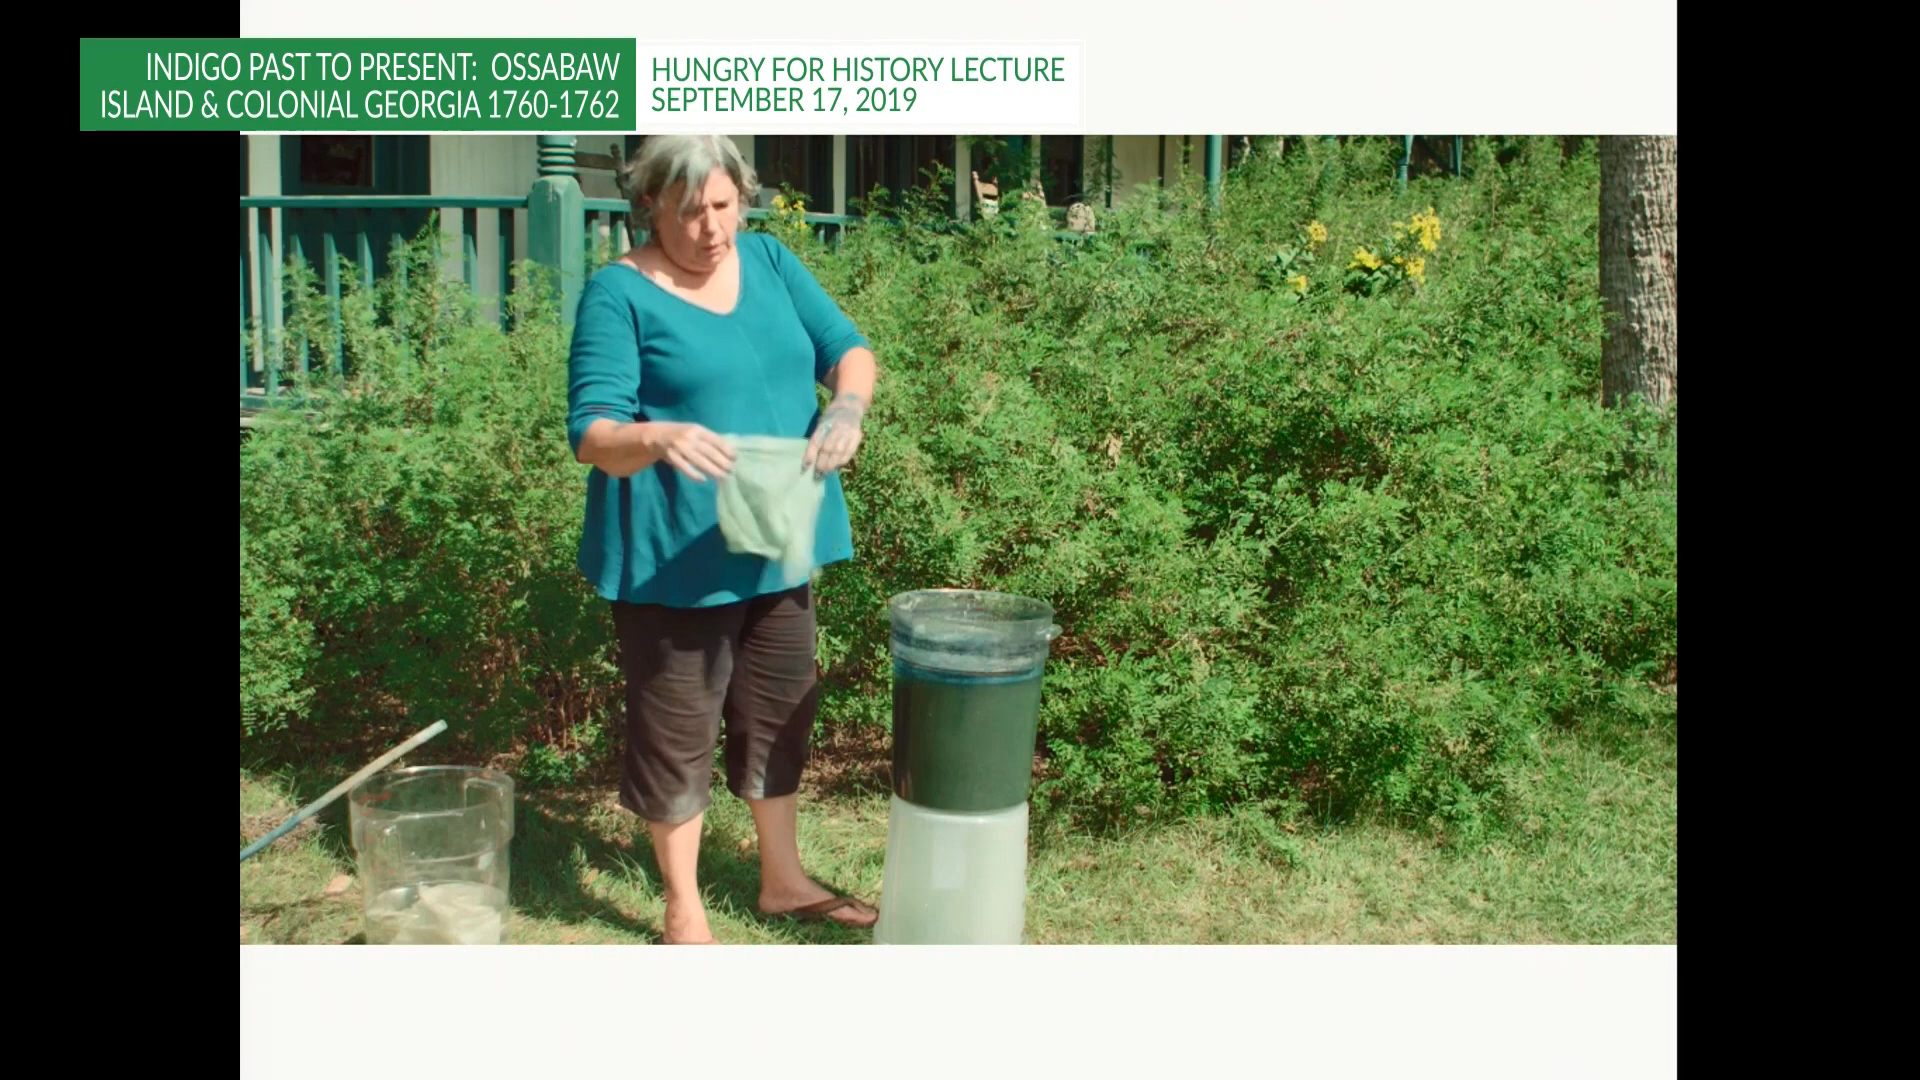 INDIGO PAST TO PRESENT: OSSABAW
ISLAND & COLONIAL GEORGIA 1760-1762
HUNGRY FOR HISTORY LECTURE
SEPTEMBER 17, 2019